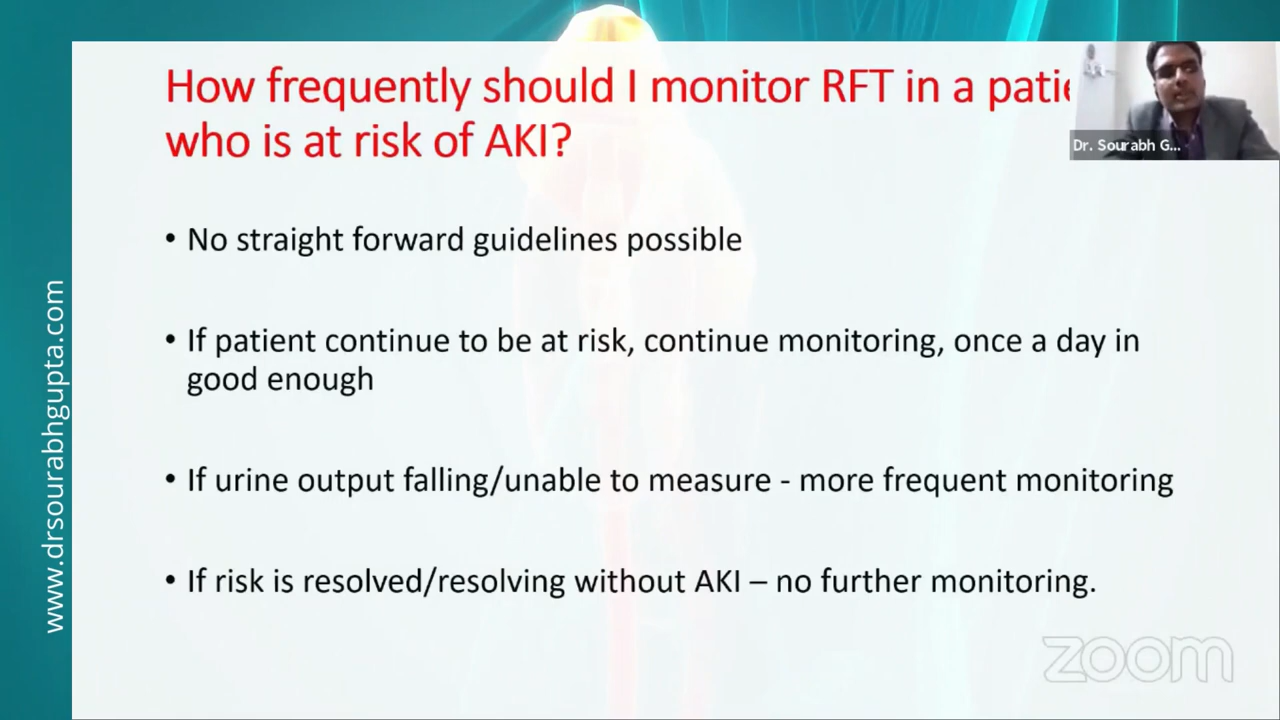 How frequently should I monitor RFT in a patie
who is at risk of AKI?
Dr. Sourabh G...
• No straight forward guidelines possible
• If patient continue to be at risk, continue monitoring, once a day in
good enough
• If urine output falling/unable to measure - more frequent monitoring
• If risk is resolved/resolving without AKI – no further monitoring.
www.drsourabhgupta.com
zoom